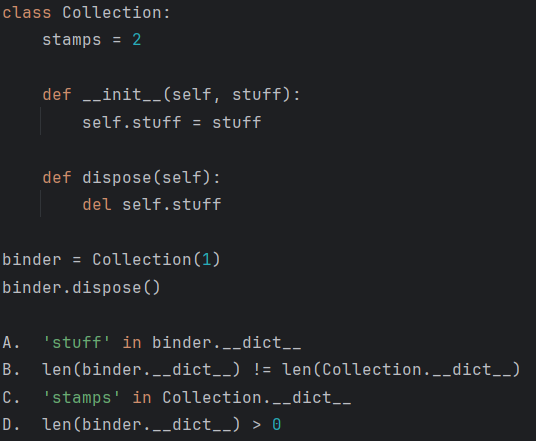 class Collection:
    stamps = 2

    def __init__(self, stuff):
        self.stuff = stuff

    def dispose(self):
        del self.stuff

binder = Collection(1)
binder.dispose()

A.  'stuff' in binder.__dict__
B.  len(binder.__dict__) != len(Collection.__dict__)
C.  'stamps' in Collection.__dict__
D.  len(binder.__dict__) > 0